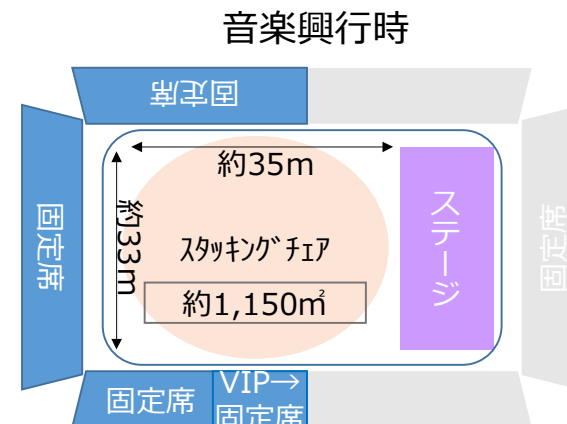 音楽興行時
固定席
約35m
固定席
約33m
ｽﾀｯｷﾝｸﾞﾁｪｱ
約1,150㎡
ステージ
固定席
固定席
VIP→
固定席